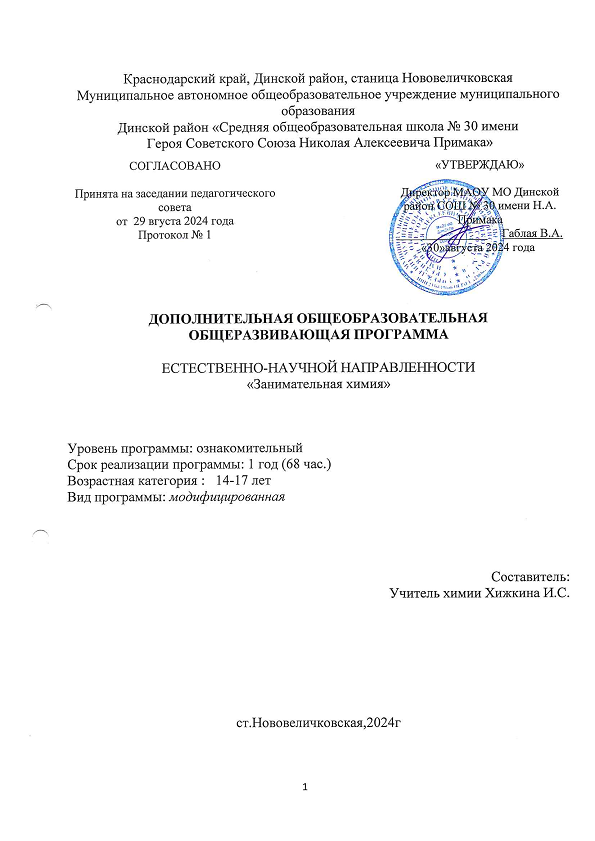 Краснодарский край, Динской район, станица Нововеличковская
Муниципальное автономное общеобразовательное учреждение муниципального
образования
Динской район «Средняя общеобразовательная школа № 30 имени
Героя Советского Союза Николая Алексеевича Примака»
СОГЛАСОВАНО
Принята на заседании педагогического
совета
от 29 вгуста 2024 года
Протокол № 1
«УТВЕРЖДАЮ»
Директор МАОУ МО Динской
район СОШ № 30 имени Н.А.
Примака
Габлая В.А.
«30»августа 2024 года
ДОПОЛНИТЕЛЬНАЯ ОБЩЕОБРАЗОВАТЕЛЬНАЯ
ОБЩЕРАЗВИВАЮЩАЯ ПРОГРАММА
ЕСТЕСТВЕННО-НАУЧНОЙ НАПРАВЛЕННОСТИ
«Занимательная химия»
Уровень программы: ознакомительный
Срок реализации программы: 1 год (68 час.)
Возрастная категория : 14-17 лет
Вид программы: модифицированная
Составитель:
Учитель химии Хижкина И.С.
ст.Нововеличковская,2024г
1